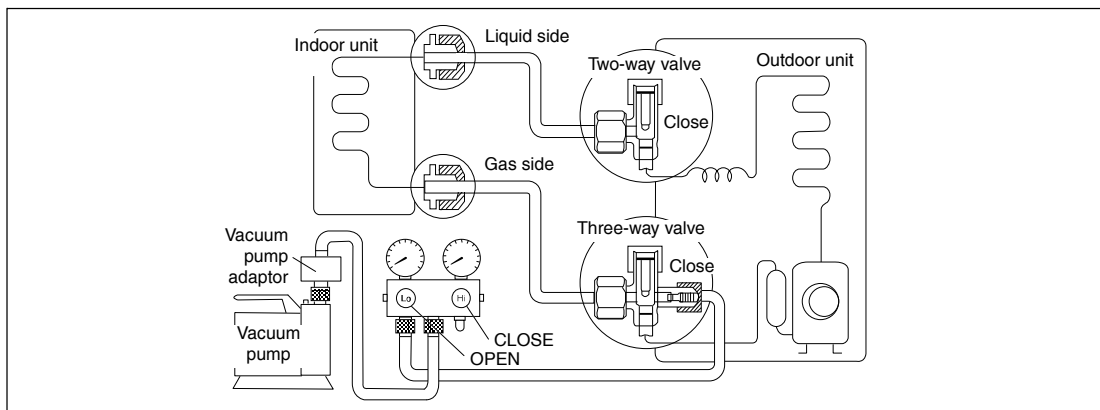 Indoor unit
Liquid side
Two-way valve
Outdoor unit
Close
Gas side
Three-way valve
Close
Vacuum
pump
adaptor
Lo
Hi
Vacuum
pump
CLOSE
OPEN